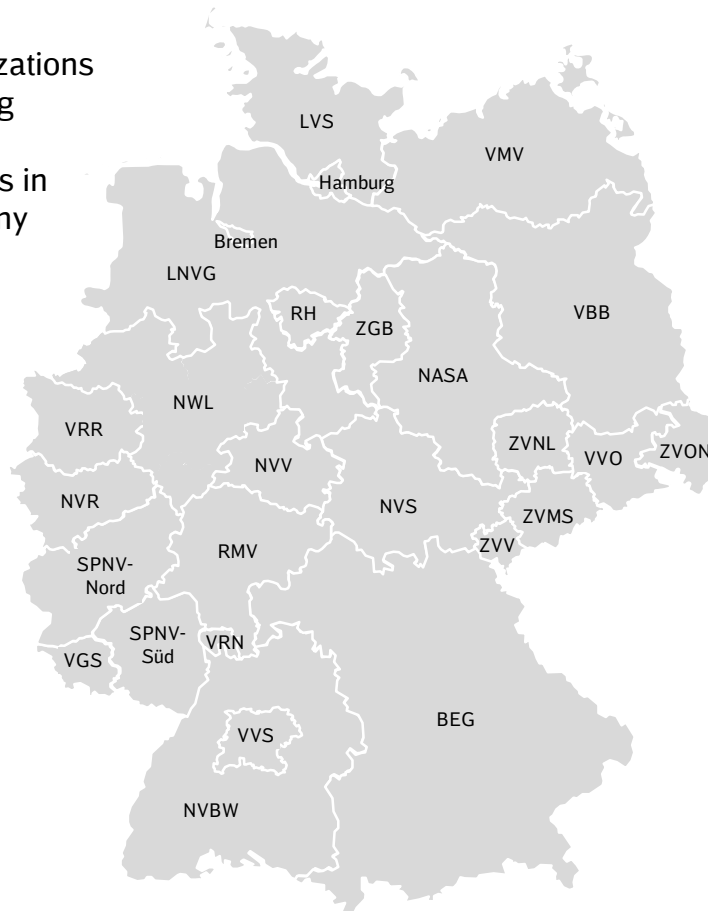 zations
g
s in
ny
LVS
VMV
Hamburg
Bremen
LNVG
RH
ZGB
VBB
NASA
NWL
VRR
ZVNL
VVO
ZVON
NVV
NVR
NVS
ZVMS
RMV
ZVV
SPNV-
Nord
SPNV-
Süd
VRN
VGS
BEG
VVS
NVBW